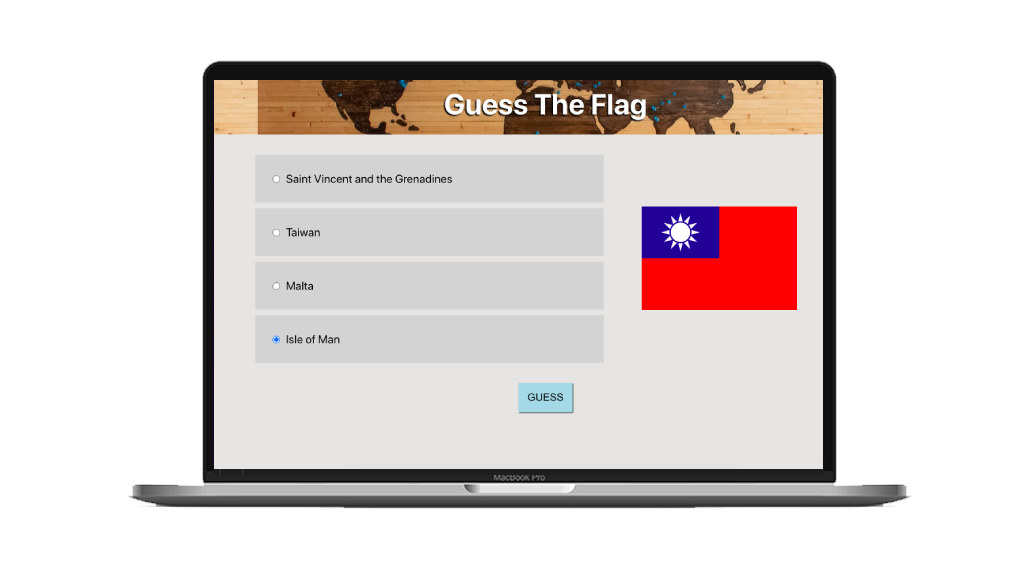 Guess The Flag
Saint Vincent and the Grenadines
Taiwan
Malta
Isle of Man
GUESS
MacBook Pro